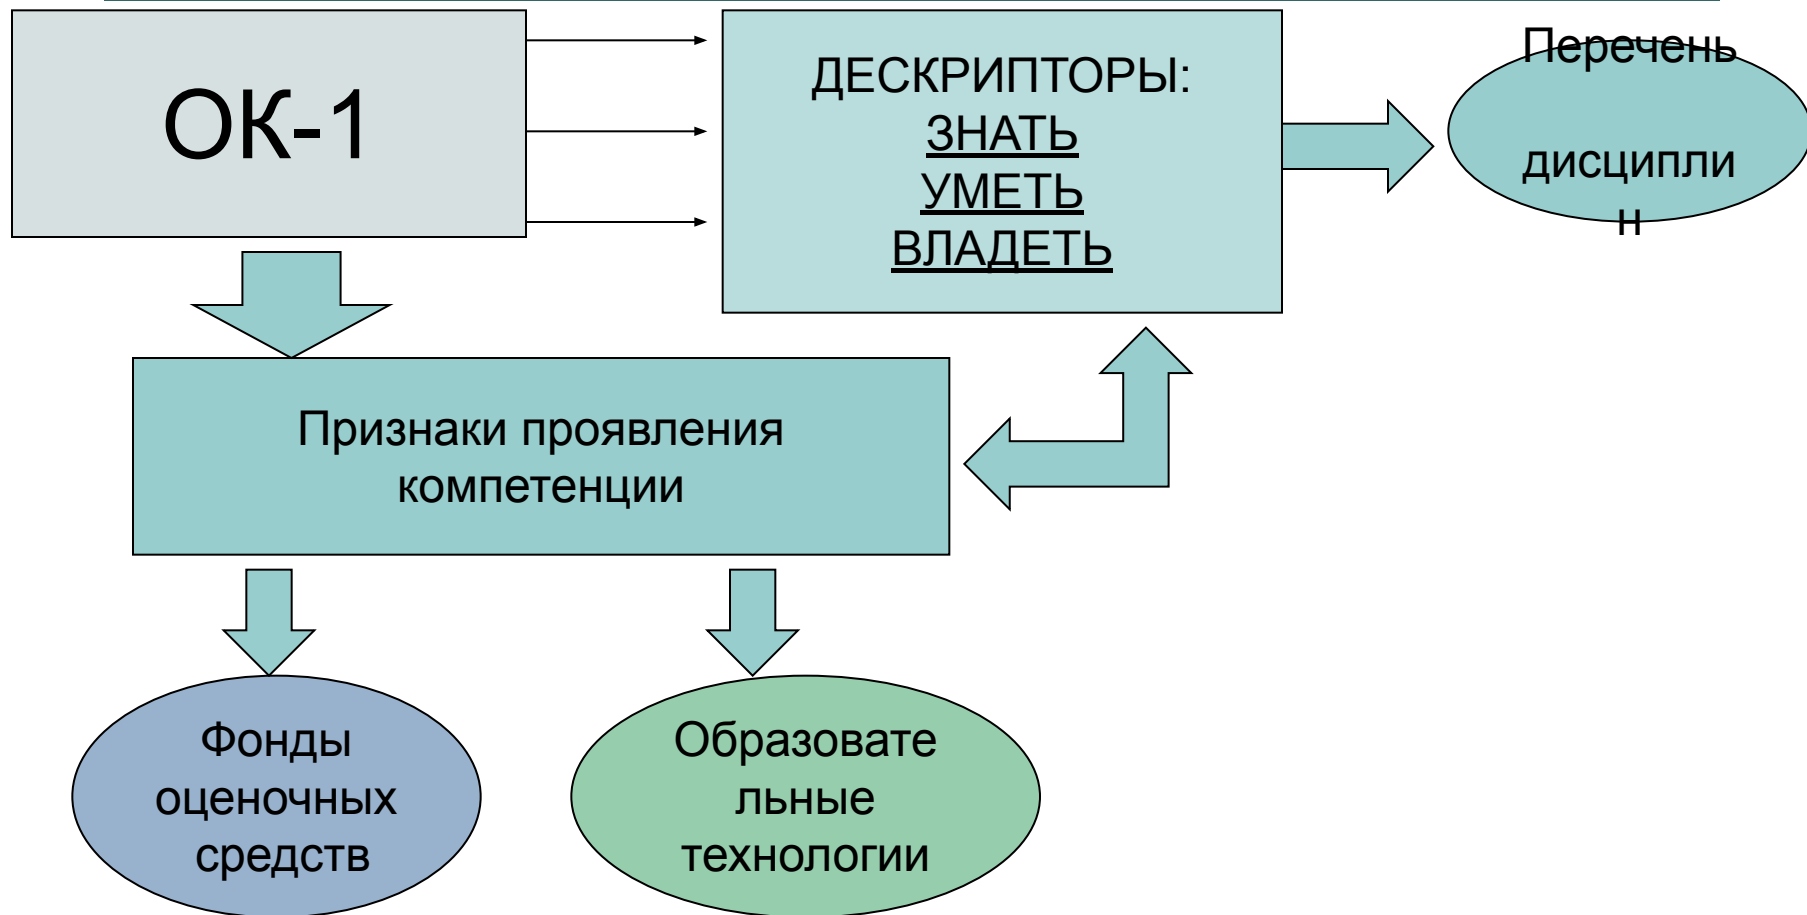 ОК-1
ДЕСКРИПТОРЫ:
ЗНАТЬ
УМЕТЬ
ВЛАДЕТЬ
Перечень
дисципли
н
Признаки проявления
компетенции
Фонды
оценочных
средств
Образовате
льные
технологии